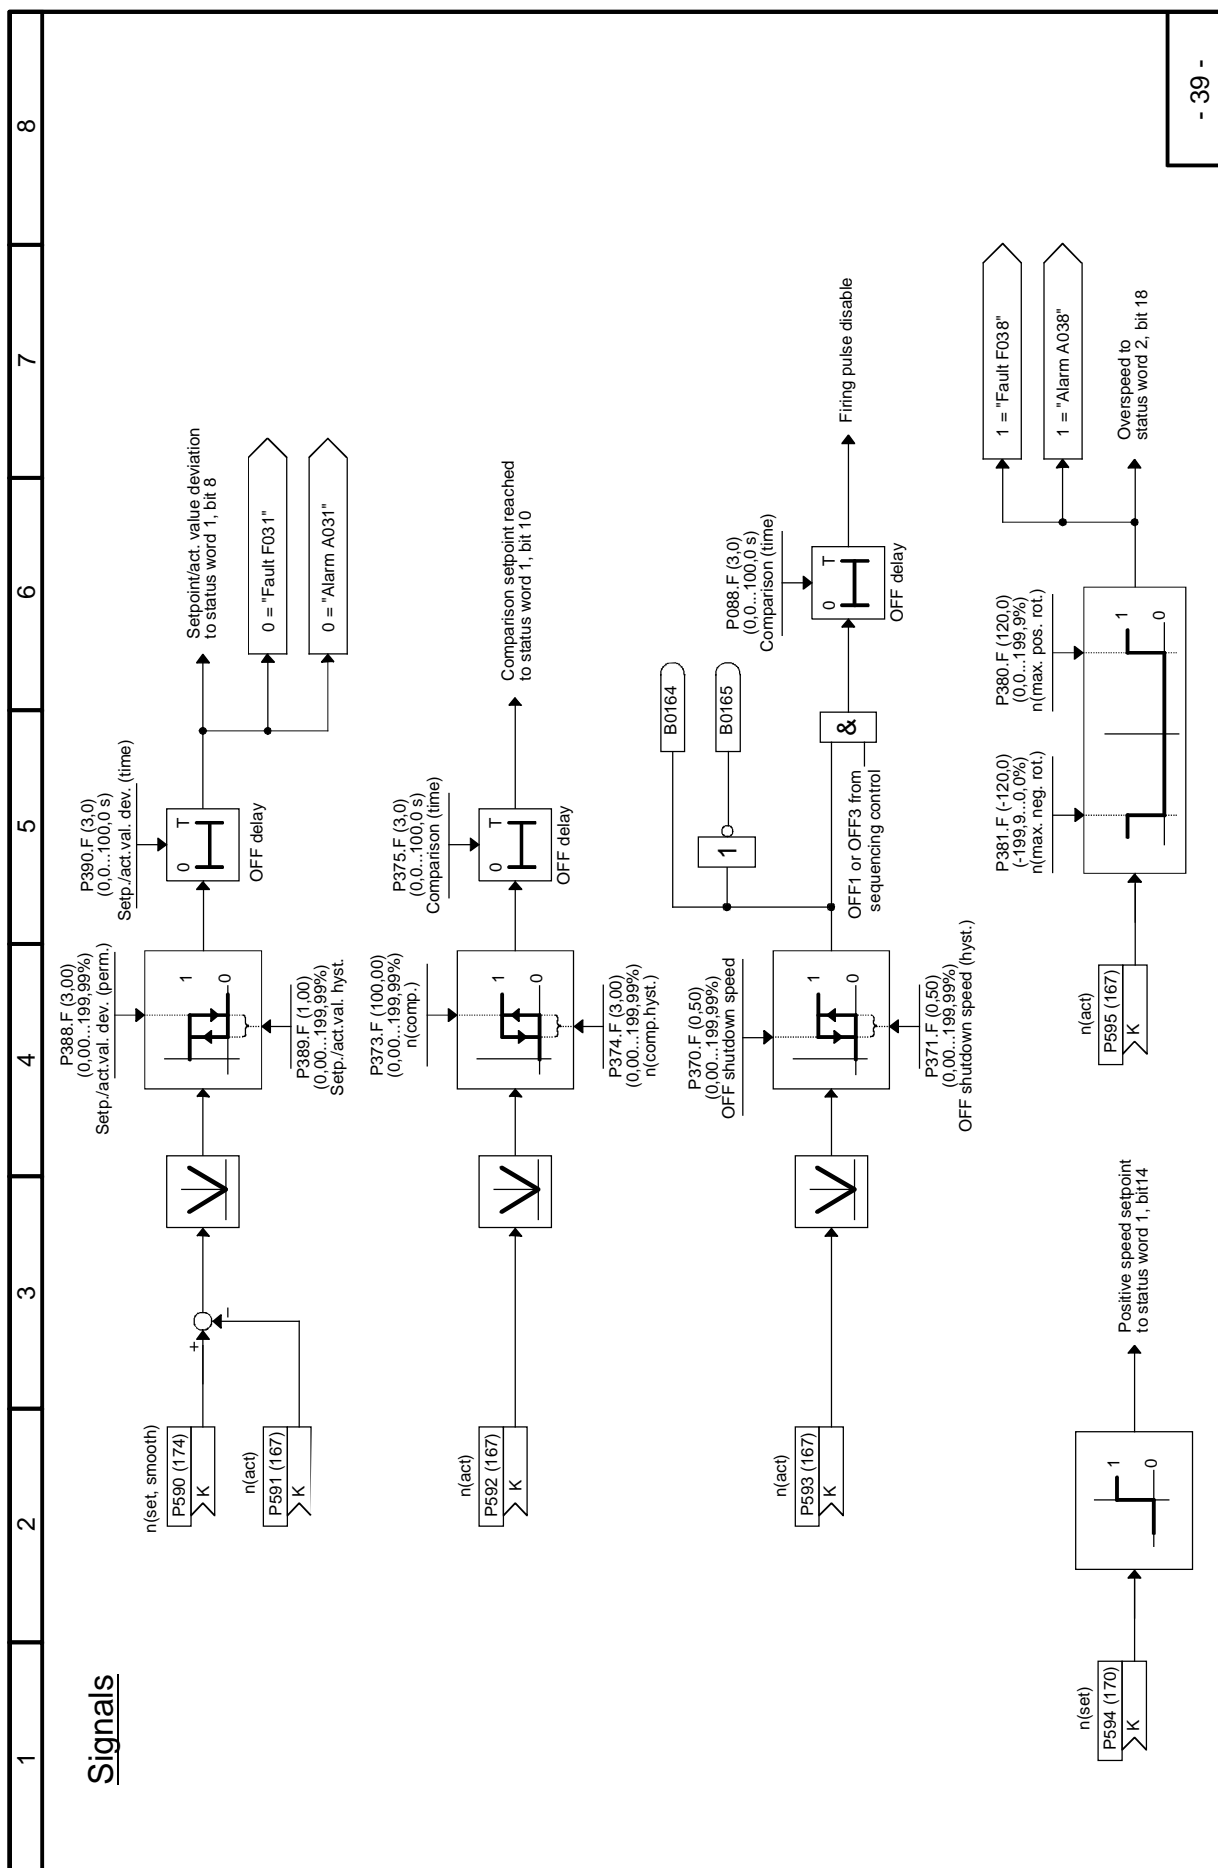 1
2
3
4
5
6
7
8
Signals
n(set, smooth)
P590 (174)
K
n(act)
P591 (167)
K
+
−
P388.F (3,00)
(0,00...199,99%)
Setp./act.val. dev. (perm.)
1
0
P389.F (1,00)
(0,00...199,99%)
Setp./act.val. hyst.
P390.F (3,0)
(0,0...100,0 s)
Setp./act.val. dev. (time)
0
T
OFF delay
Setpoint/act. value deviation
to status word 1, bit 8
0 = "Fault F031"
0 = "Alarm A031"
n(act)
P592 (167)
K
P373.F (100,00)
(0,00...199,99%)
n(comp.)
1
0
P374.F (3,00)
(0,00...199,99%)
n(comp.hyst.)
P375.F (3,0)
(0,0...100,0 s)
Comparison (time)
0
T
OFF delay
Comparison setpoint reached
to status word 1, bit 10
n(act)
P593 (167)
K
P370.F (0,50)
(0,00...199,99%)
OFF shutdown speed
1
0
P371.F (0,50)
(0,00...199,99%)
OFF shutdown speed (hyst.)
B0164
1
B0165
&
OFF1 or OFF3 from
sequencing control
P088.F (3,0)
(0,0...100,0 s)
Comparison (time)
0
T
OFF delay
Firing pulse disable
n(set)
P594 (170)
K
1
0
Positive speed setpoint
to status word 1, bit14
n(act)
P595 (167)
K
P381.F (-120,0)
(-199,9...0,0%)
n(max. neg. rot.)
P380.F (120,0)
(0,0...199,9%)
n(max. pos. rot.)
1
0
1 = "Fault F038"
1 = "Alarm A038"
Overspeed to
status word 2, bit 18
- 39 -